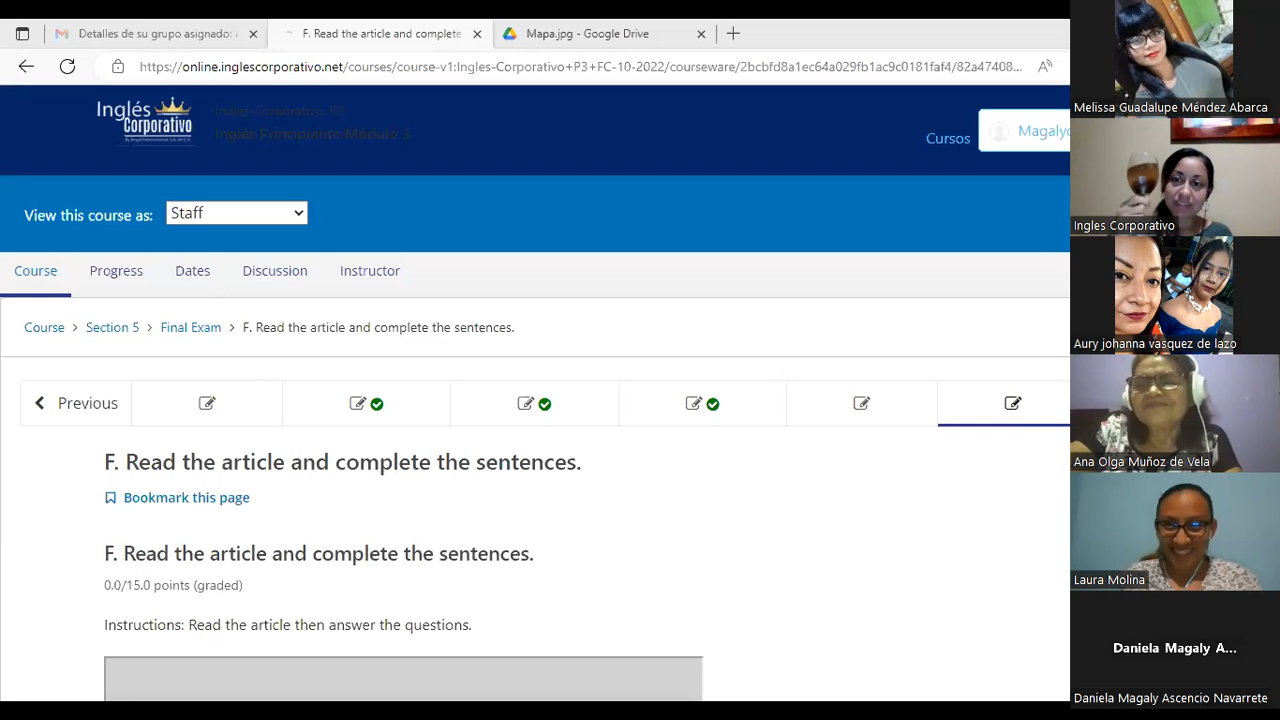 Detalles de su grupo asignado:
F. Read the article and complete
Mapa.jpg - Google Drive
https://online.inglescorporativo.net/courses/course-v1:Ingles-Corporativo+P3+FC-10-2022/courseware/2bcbfd8a1ec64a029fb1ac9c0181faf4/82a47408...
Inglés
Corporativo
Inglés Principiante Módulo 3
Cursos
Magaly
View this course as:
Staff
Course
Progress
Dates
Discussion
Instructor
Course > Section 5 > Final Exam > F. Read the article and complete the sentences.
Previous
F. Read the article and complete the sentences.
Bookmark this page
F. Read the article and complete the sentences.
0.0/15.0 points (graded)
Instructions: Read the article then answer the questions.
Melissa Guadalupe Méndez Abarca
Ingles Corporativo
Aury johanna vasquez de lazo
Ana Olga Muñoz de Vela
Laura Molina
Daniela Magaly A...
Daniela Magaly Ascencio Navarrete